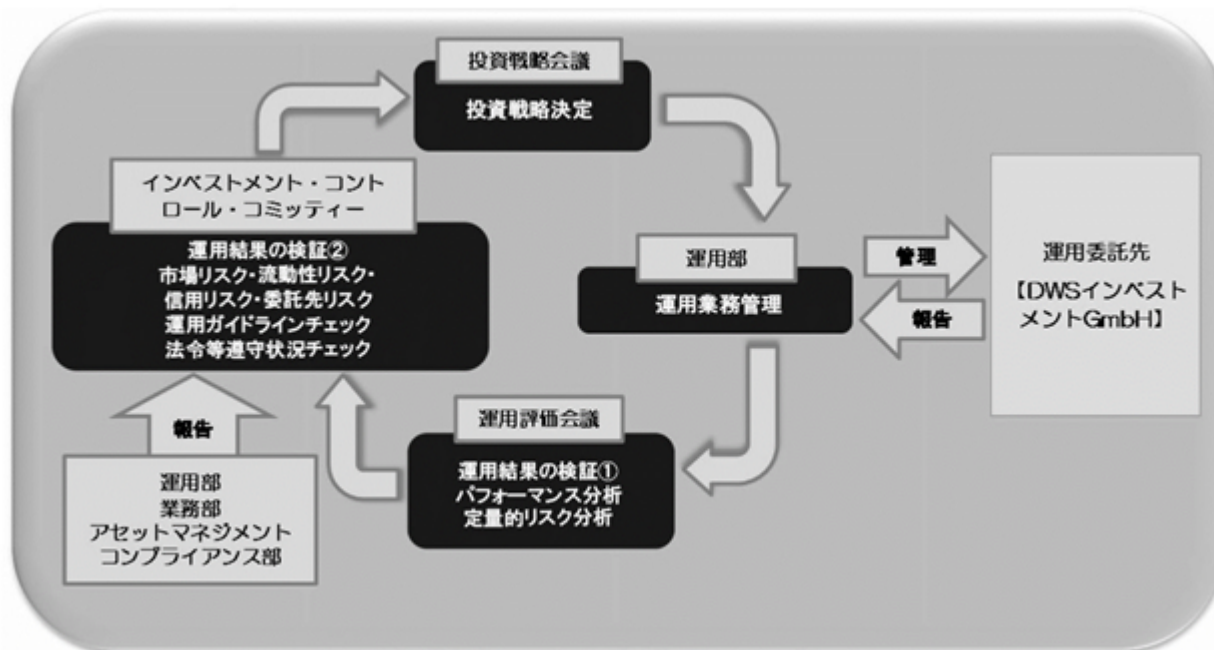 投資戦略会議
投資戦略決定
インベストメント・コント
ロール・コミッティー
運用結果の検証②
市場リスク・流動性リスク・
信用リスク・委託先リスク
運用ガイドラインチェック
法令等遵守状況チェック
運用部
運用業務管理
管理
報告
運用委託先
【DWSインベスト
メントGmbH】
運用評価会議
運用結果の検証①
パフォーマンス分析
定量的リスク分析
報告
運用部
業務部
アセットマネジメント
コンプライアンス部